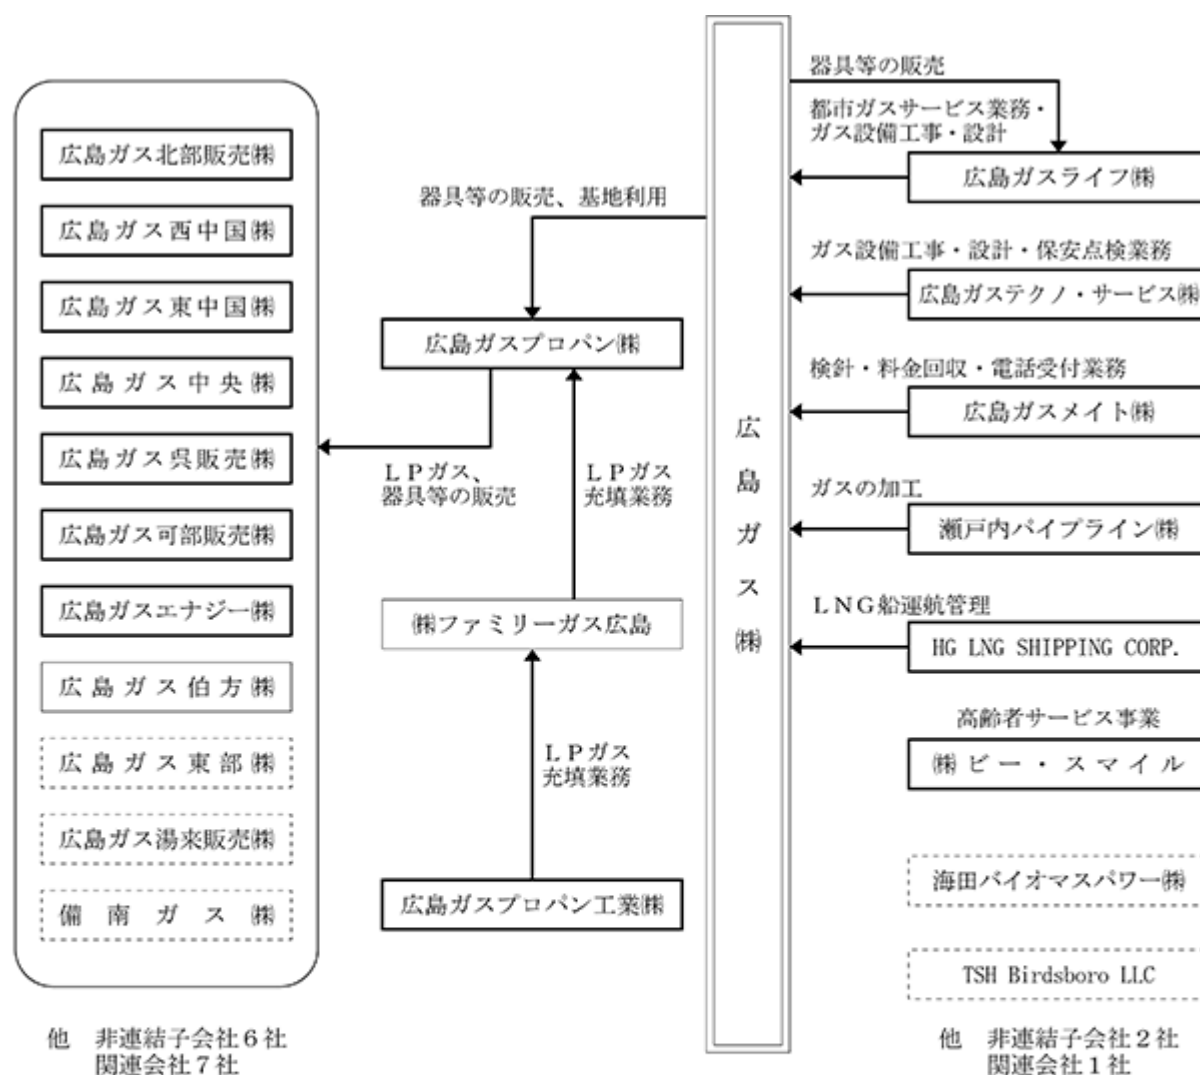 広島ガス北部販売㈱
広島ガス西中国㈱
広島ガス東中国㈱
広島ガス中央㈱
広島ガス呉販売㈱
広島ガス可部販売㈱
広島ガスエナジー㈱
広島ガス伯方㈱
広島ガス東部㈱
広島ガス湯来販売㈱
備南ガス㈱
他 非連結子会社6社
関連会社7社
器具等の販売、基地利用
広島ガスプロパン㈱
LPガス、
器具等の販売
LPガス
充填業務
㈱ファミリーガス広島
LPガス
充填業務
広島ガスプロパン工業㈱
広島ガス㈱
器具等の販売
都市ガスサービス業務・
ガス設備工事・設計
広島ガスライフ㈱
ガス設備工事・設計・保安点検業務
広島ガステクノ・サービス㈱
検針・料金回収・電話受付業務
広島ガスメイト㈱
ガスの加工
瀬戸内パイプライン㈱
LNG船運航管理
HG LNG SHIPPING CORP.
高齢者サービス事業
㈱ビー・スマイル
海田バイオマスパワー㈱
TSH Birdsboro LLC
他 非連結子会社2社
関連会社1社